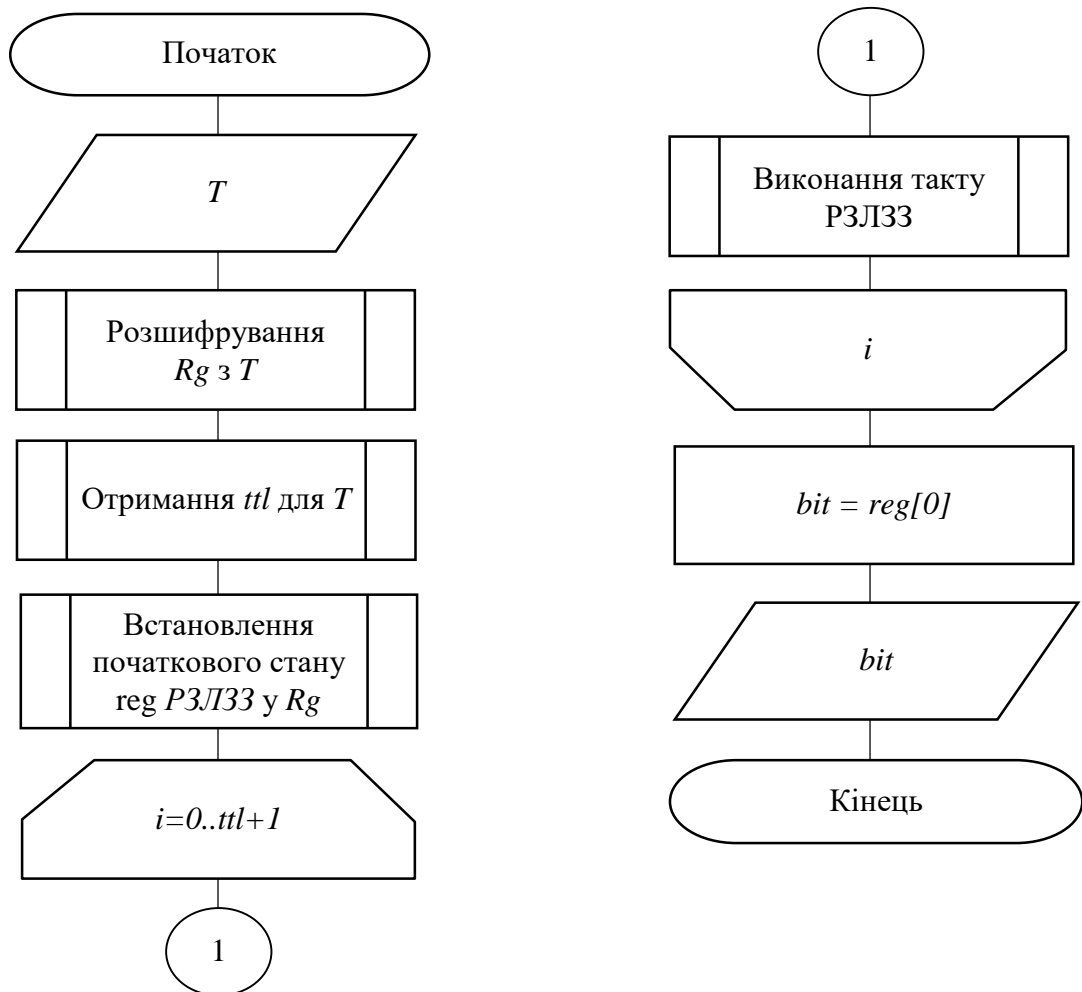 Початок
T
Розшифрування
Rg з T
Отримання ttl для T
Встановлення
початкового стану
reg РЗЛЗЗ у Rg
i=0..ttl+1
1
1
Виконання такту
РЗЛЗЗ
i
bit = reg[0]
bit
Кінець